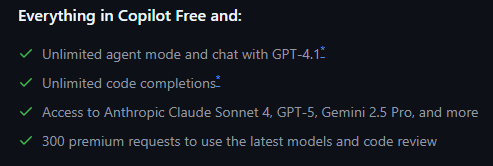 Everything in Copilot Free and:
✓ Unlimited agent mode and chat with GPT-4.1*
✓ Unlimited code completions*
✓ Access to Anthropic Claude Sonnet 4, GPT-5, Gemini 2.5 Pro, and more
✓ 300 premium requests to use the latest models and code review